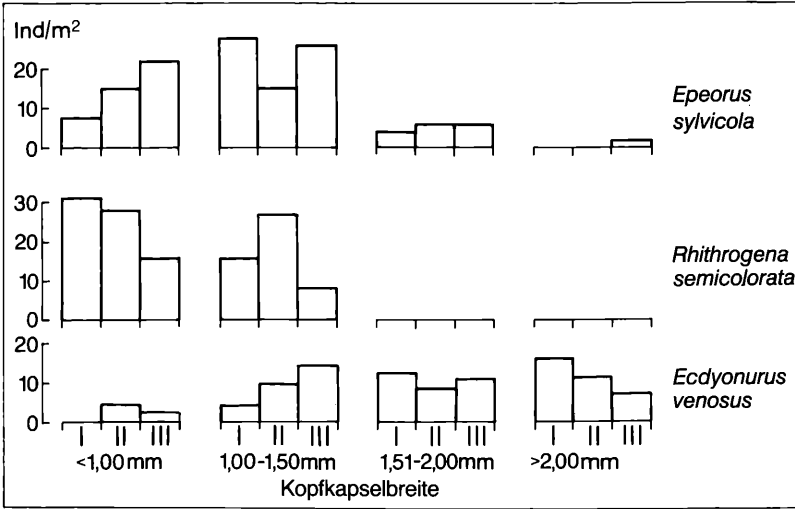 Ind/m²
20
10
0
Epeorus
sylvicola
30
20
10
0
Rhithrogena
semicolorata
20
10
0
Ecdyonurus
venosus
I II III I II III I II III I II III
<1,00mm 1,00-1,50mm 1,51-2,00mm >2,00mm
Kopfkapselbreite